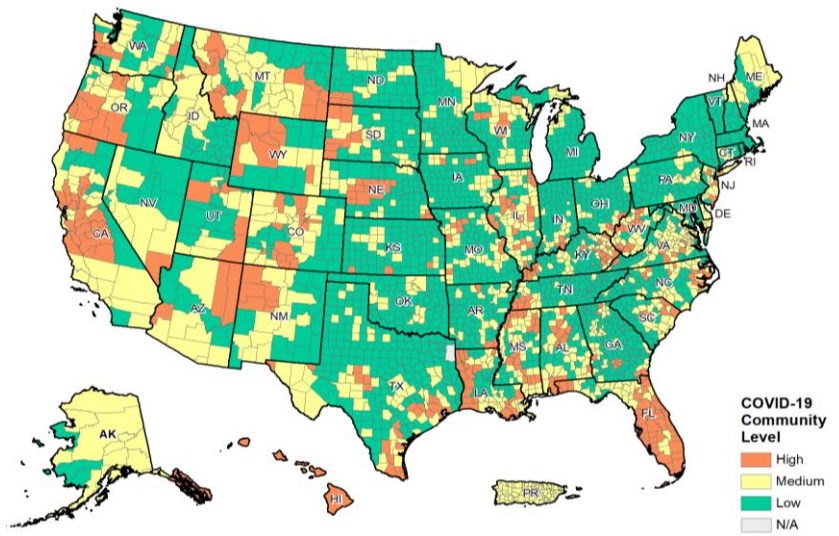 WA
MT
ND
MN
OR
ID
SD
WI
WY
MI
NH
VT
ME
MA
NY
CT
RI
NE
IA
PA
NJ
NV
UT
CO
IL
IN
OH
MD
DE
CA
KS
MO
WV
VA
KY
AZ
NM
OK
TN
NC
AR
SC
TX
MS
AL
GA
LA
FL
AK
HI
PR
COVID-19
Community
Level
High
Medium
Low
N/A